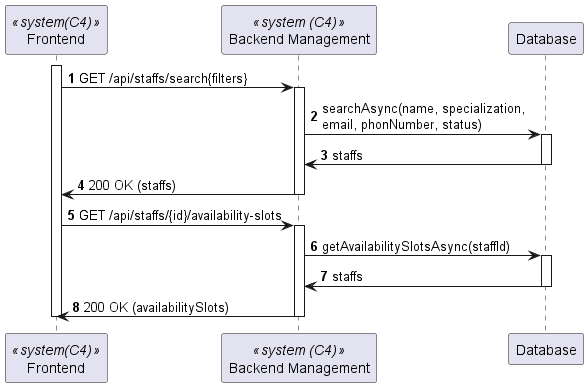 «system(C4)»
Frontend
«system (C4)»
Backend Management
Database
1 GET /api/staffs/search{filters}
2 searchAsync(name, specialization,
email, phonNumber, status)
3 staffs
4 200 OK (staffs)
5 GET /api/staffs/{id}/availability-slots
6 getAvailabilitySlotsAsync(staffId)
7 staffs
8 200 OK (availabilitySlots)
«system(C4)»
Frontend
«system (C4)»
Backend Management
Database